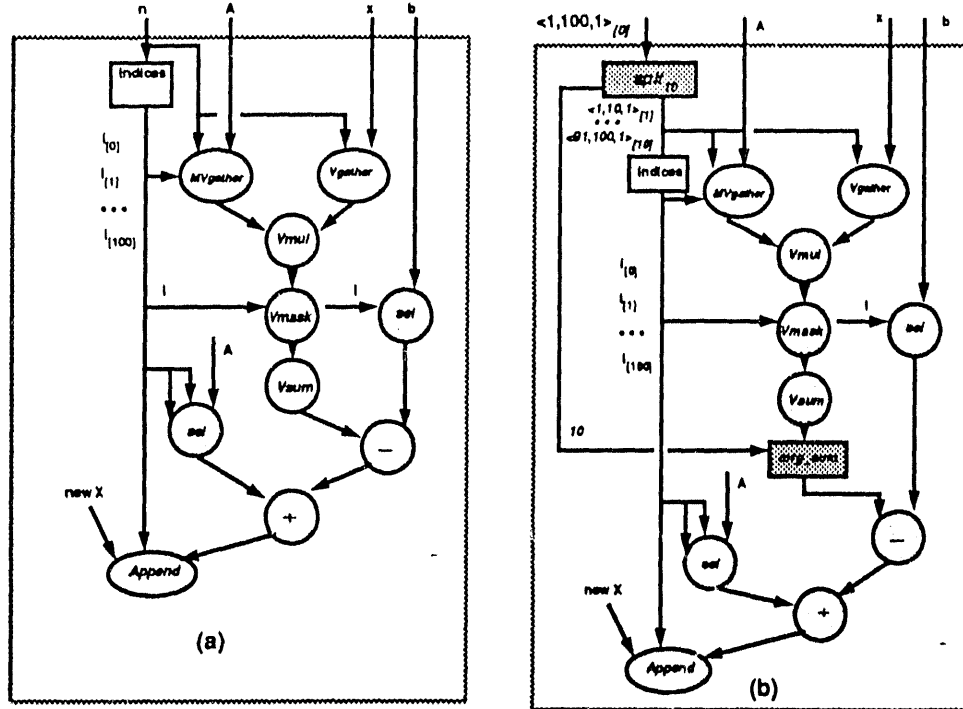 n A x b
Indices
I[0]
I[1]
• • •
I[100]
MVgather
Vgather
Vmul
I
Vmask
I
sel
A
Vsum
sel
−
new X
+
Append
(a)
<1,100,1>[0] A x b
split10
<1,10,1>[1]
• • •
<91,100,1>[10]
Indices
MVgather
Vgather
Vmul
I[0]
I[1]
• • •
Vmask
I
sel
Vsum
10
A
−
sel
new X
+
Append
(b)